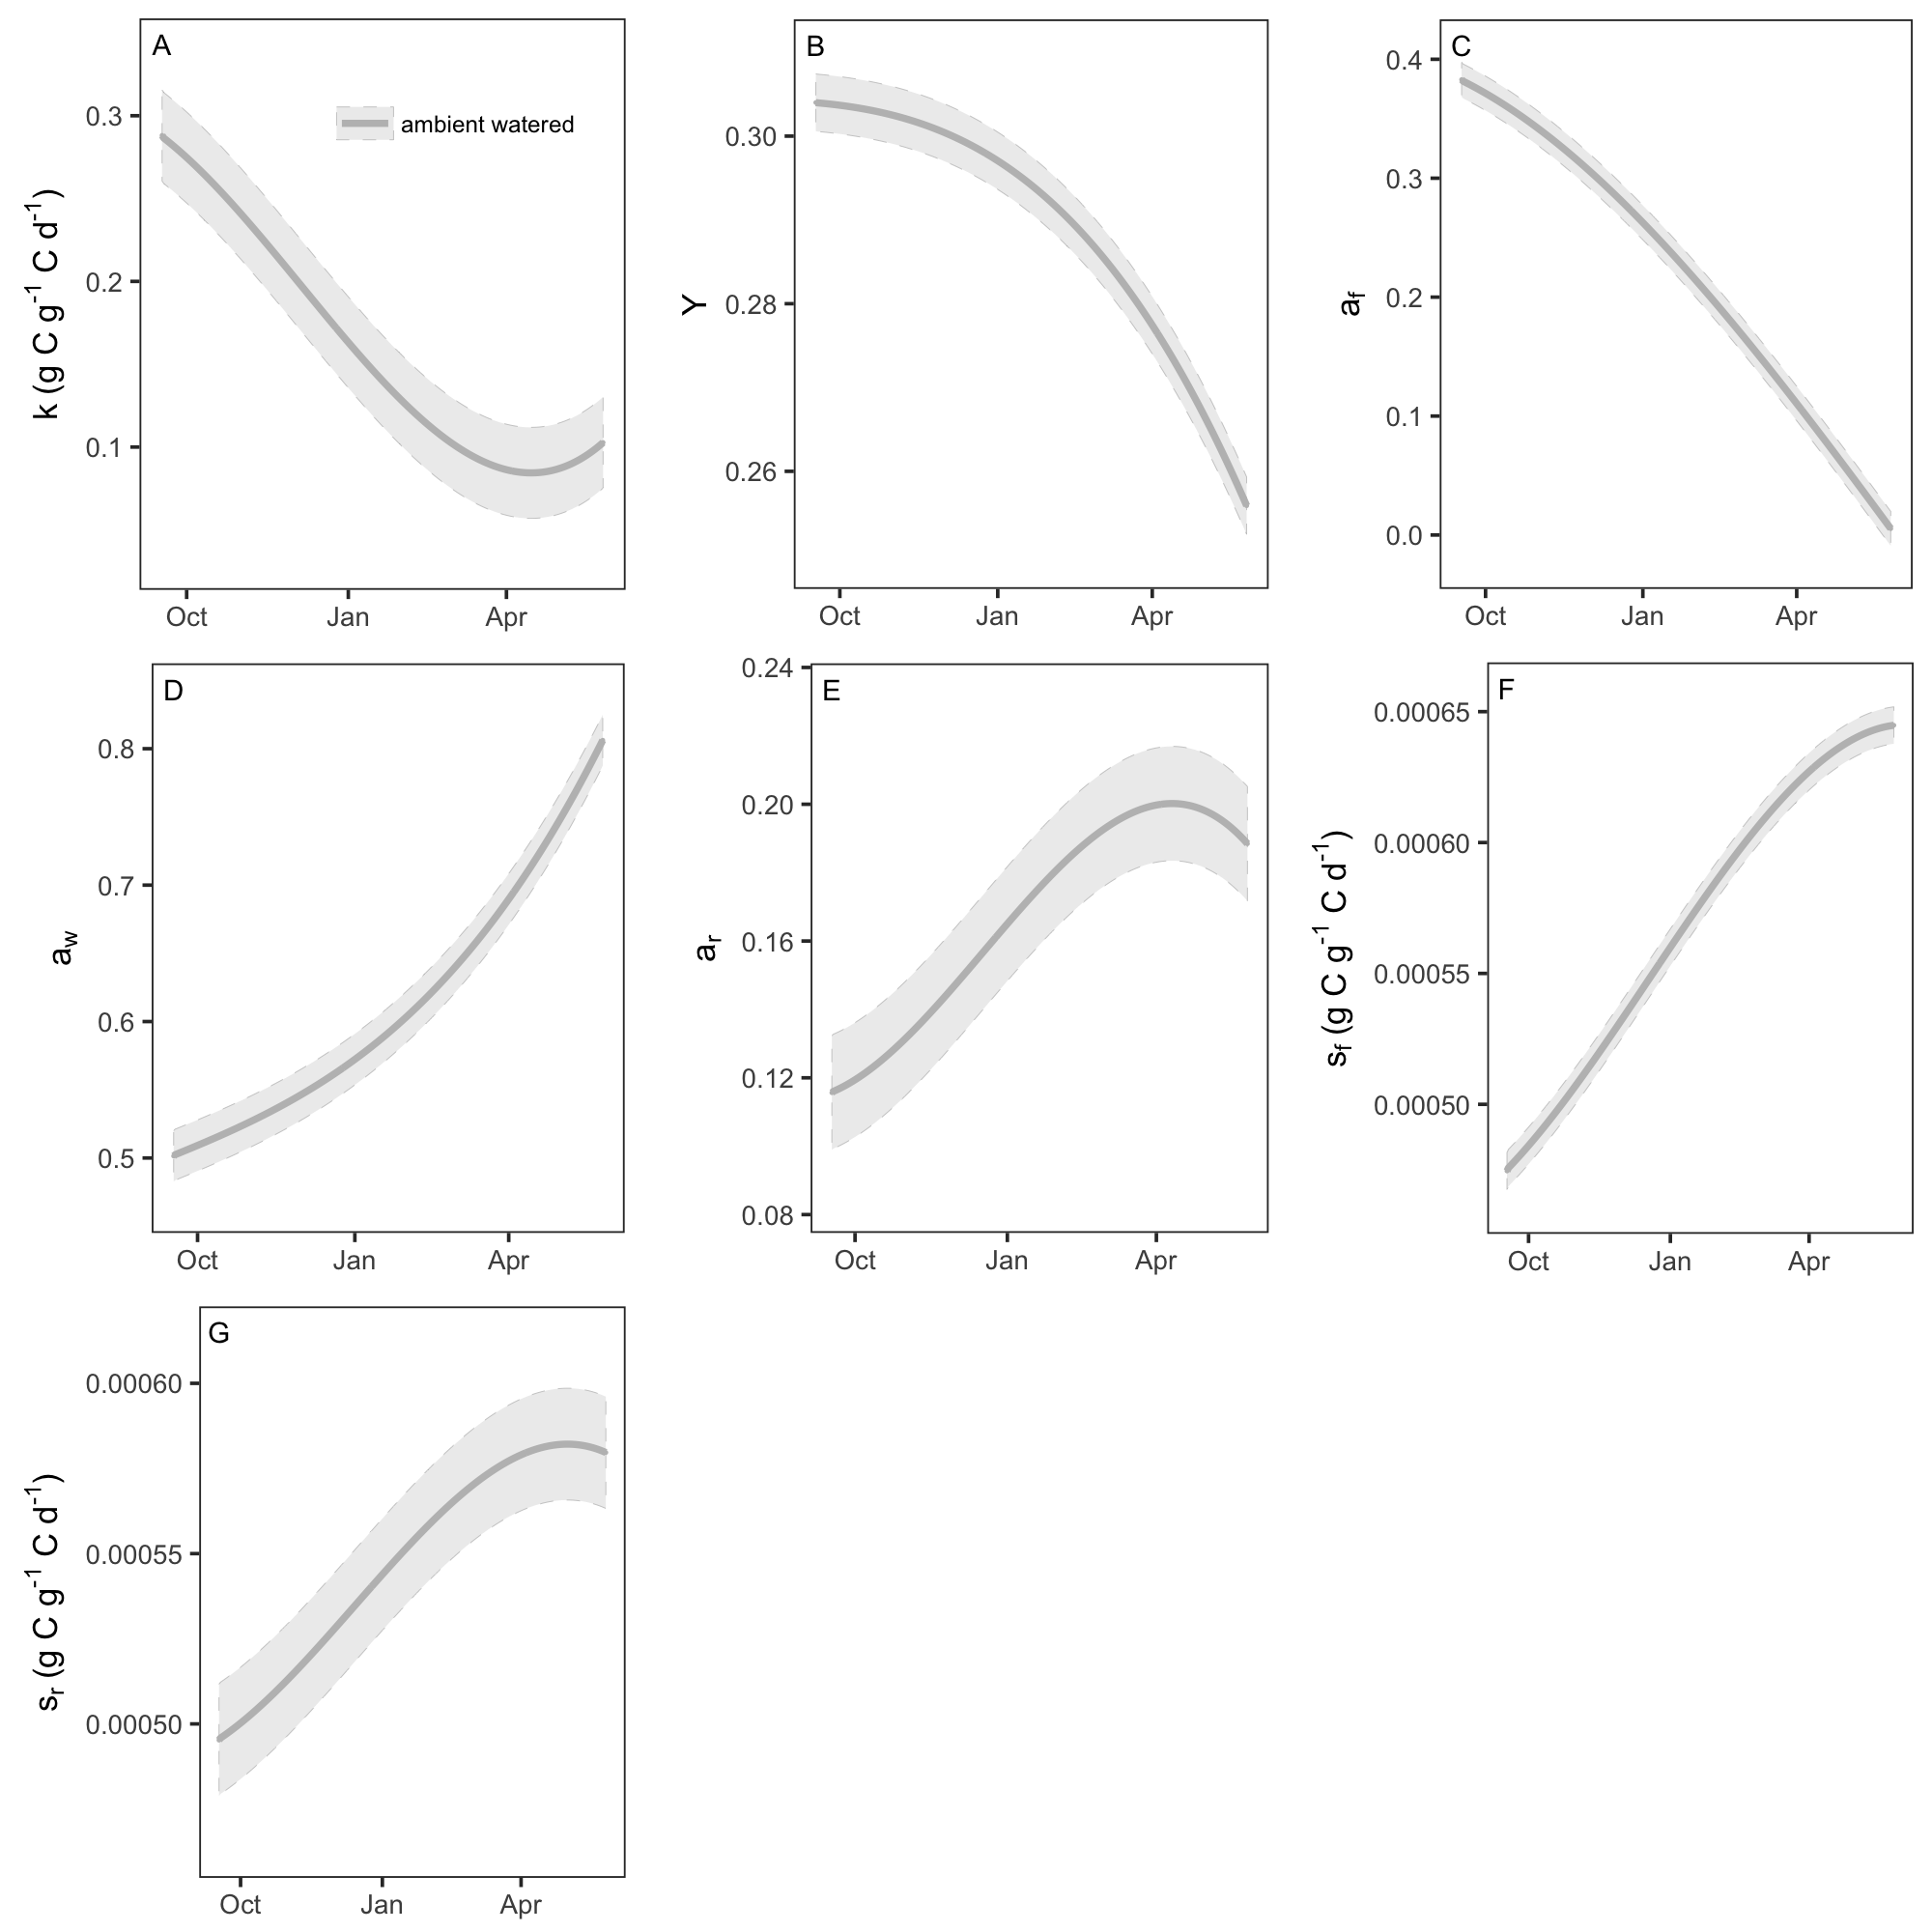 A
ambient watered
k (g C g-1 C d-1)
0.3
0.2
0.1
Oct Jan Apr
B
Y
0.30
0.28
0.26
Oct Jan Apr
C
af
0.4
0.3
0.2
0.1
0.0
Oct Jan Apr
D
aw
0.8
0.7
0.6
0.5
Oct Jan Apr
E
ar
0.24
0.20
0.16
0.12
0.08
Oct Jan Apr
F
sf (g C g-1 C d-1)
0.00065
0.00060
0.00055
0.00050
Oct Jan Apr
G
sr (g C g-1 C d-1)
0.00060
0.00055
0.00050
Oct Jan Apr